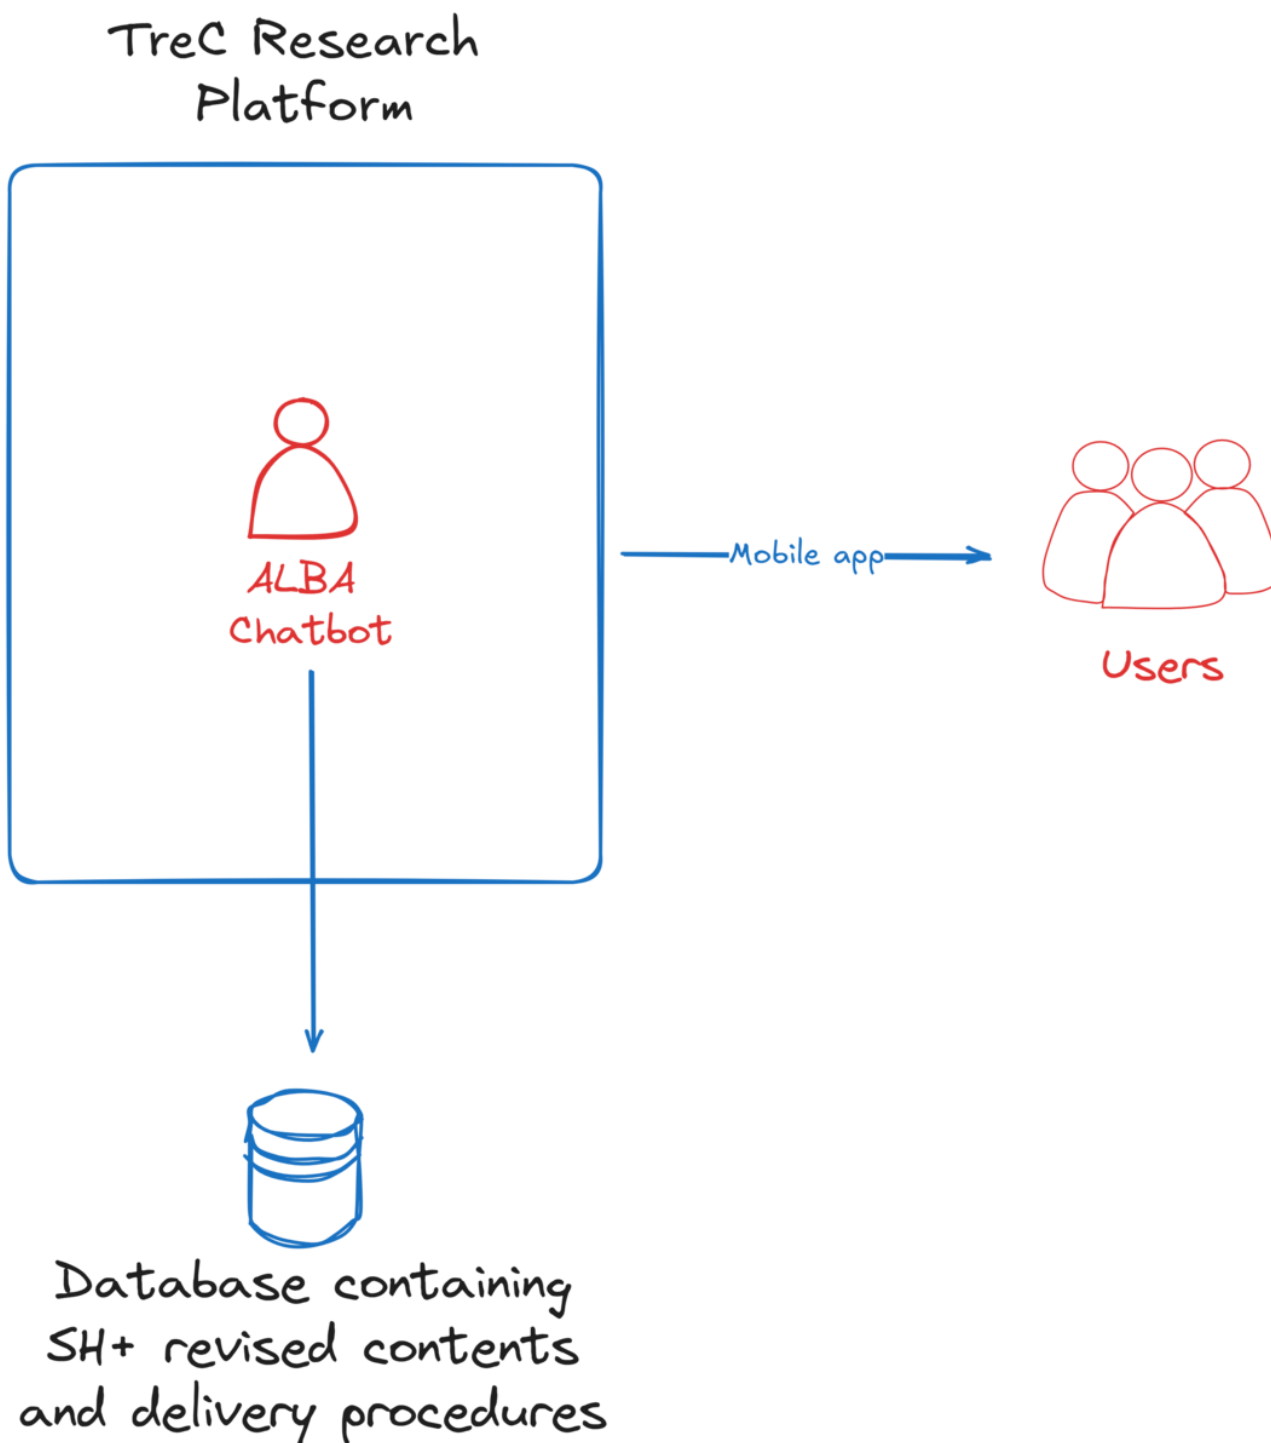 TreC Research
Platform
ALBA
Chatbot
Mobile app
Users
Database containing
SH+ revised contents
and delivery procedures